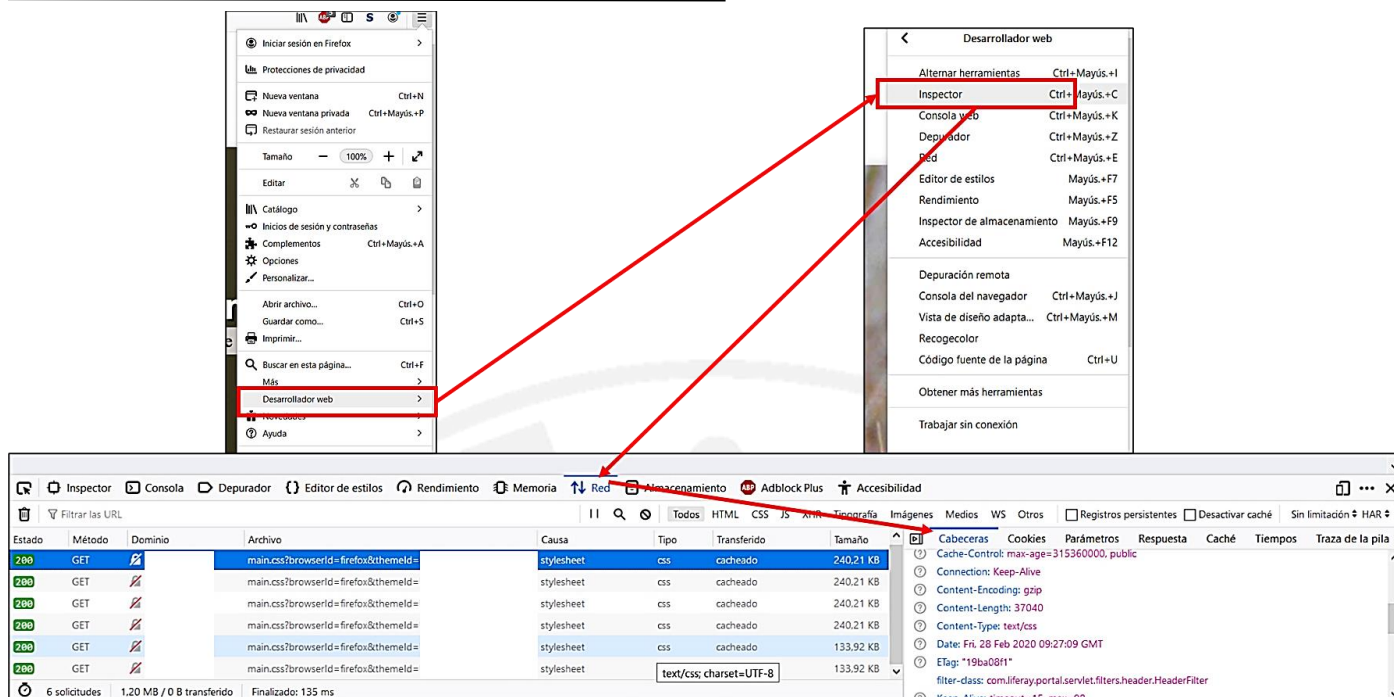 S
Iniciar sesión en Firefox
Protecciones de privacidad
Nueva ventana Ctrl+N
Nueva ventana privada Ctrl+Mayús.+P
Restaurar sesión anterior
Tamaño — 100% +
Editar
Catálogo
Inicios de sesión y contraseñas
Complementos Ctrl+Mayús.+A
Opciones
Personalizar...
Abrir archivo... Ctrl+O
Guardar como... Ctrl+S
Imprimir...
Buscar en esta página... Ctrl+F
Más
Desarrollador web
Novedades
Ayuda
Desarrollador web
Alternar herramientas Ctrl+Mayús.+I
Inspector Ctrl+Mayús.+C
Consola web Ctrl+Mayús.+K
Depurador Ctrl+Mayús.+Z
Red Ctrl+Mayús.+E
Editor de estilos Mayús.+F7
Rendimiento Mayús.+F5
Inspector de almacenamiento Mayús.+F9
Accesibilidad Mayús.+F12
Depuración remota
Consola del navegador Ctrl+Mayús.+J
Vista de diseño adapta... Ctrl+Mayús.+M
Recogecolor
Código fuente de la página Ctrl+U
Obtener más herramientas
Trabajar sin conexión
Inspector Consola Depurador {} Editor de estilos Rendimiento Memoria Red Almacenamiento ABP Adblock Plus Accesibilidad
Filtrar las URL Todos HTML CSS JS XHR Tipografía Imágenes Medios WS Otros Registros persistentes Desactivar caché Sin limitación HAR
Estado Método Dominio Archivo Causa Tipo Transferido Tamaño
200 GET main.css?browserId=firefox&themeId= stylesheet css cacheado 240,21 KB
200 GET main.css?browserId=firefox&themeId= stylesheet css cacheado 240,21 KB
200 GET main.css?browserId=firefox&themeId= stylesheet css cacheado 240,21 KB
200 GET main.css?browserId=firefox&themeId= stylesheet css cacheado 240,21 KB
200 GET main.css?browserId=firefox&themeId= stylesheet css cacheado 133,92 KB
200 GET main.css?browserId=firefox&themeId= stylesheet 133,92 KB
text/css; charset=UTF-8
6 solicitudes 1,20 MB / 0 B transferido Finalizado: 135 ms
Cabeceras Cookies Parámetros Respuesta Caché Tiempos Traza de la pila
Cache-Control: max-age=315360000, public
Connection: Keep-Alive
Content-Encoding: gzip
Content-Length: 37040
Content-Type: text/css
Date: Fri, 28 Feb 2020 09:27:09 GMT
ETag: "19ba08f1"
filter-class: com.liferay.portal.servlet.filters.header.HeaderFilter